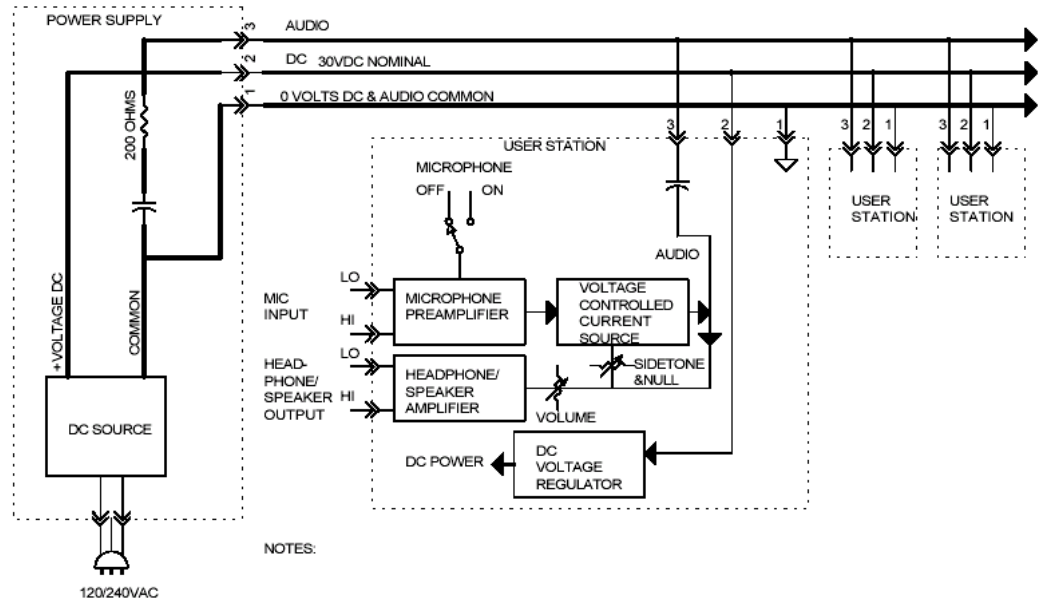 POWER SUPPLY
3
AUDIO
2
DC 30VDC NOMINAL
1
0 VOLTS DC & AUDIO COMMON
200 OHMS
+VOLTAGE DC
COMMON
DC SOURCE
120/240VAC
3
2
1
USER STATION
MICROPHONE
OFF
ON
AUDIO
MIC
INPUT
LO
HI
MICROPHONE
PREAMPLIFIER
VOLTAGE
CONTROLLED
CURRENT
SOURCE
HEAD-
PHONE/
SPEAKER
OUTPUT
LO
HI
HEADPHONE/
SPEAKER
AMPLIFIER
SIDETONE
&NULL
VOLUME
DC POWER
DC
VOLTAGE
REGULATOR
3
2
1
USER
STATION
3
2
1
USER
STATION
NOTES: